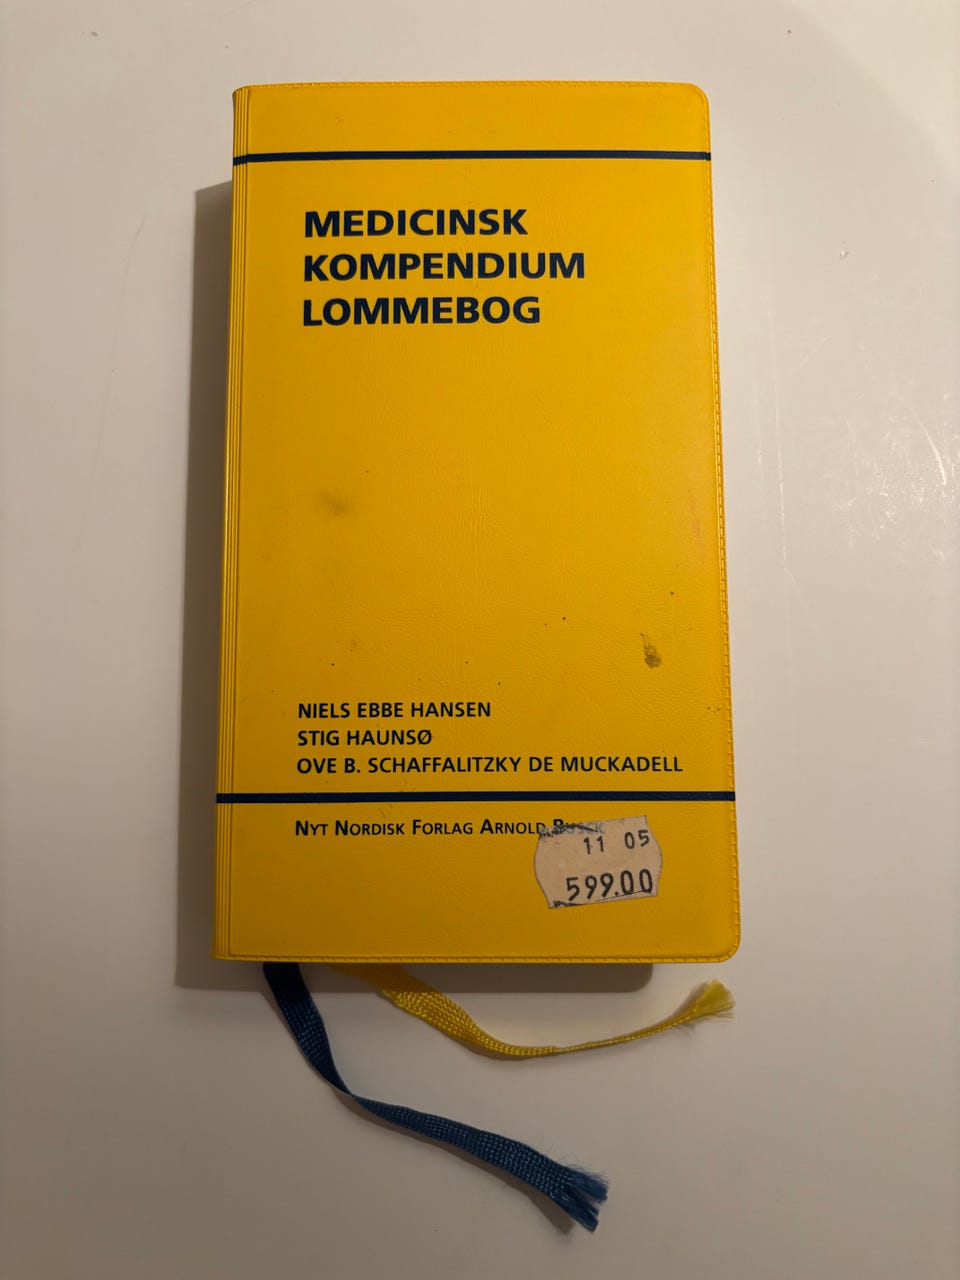 MEDICINSK
KOMPENDIUM
LOMMEBOG
NIELS EBBE HANSEN
STIG HAUNSØ
OVE B. SCHAFFALITZKY DE MUCKADELL
NYT NORDISK FORLAG ARNOLD BUSCK
11 05
599.00